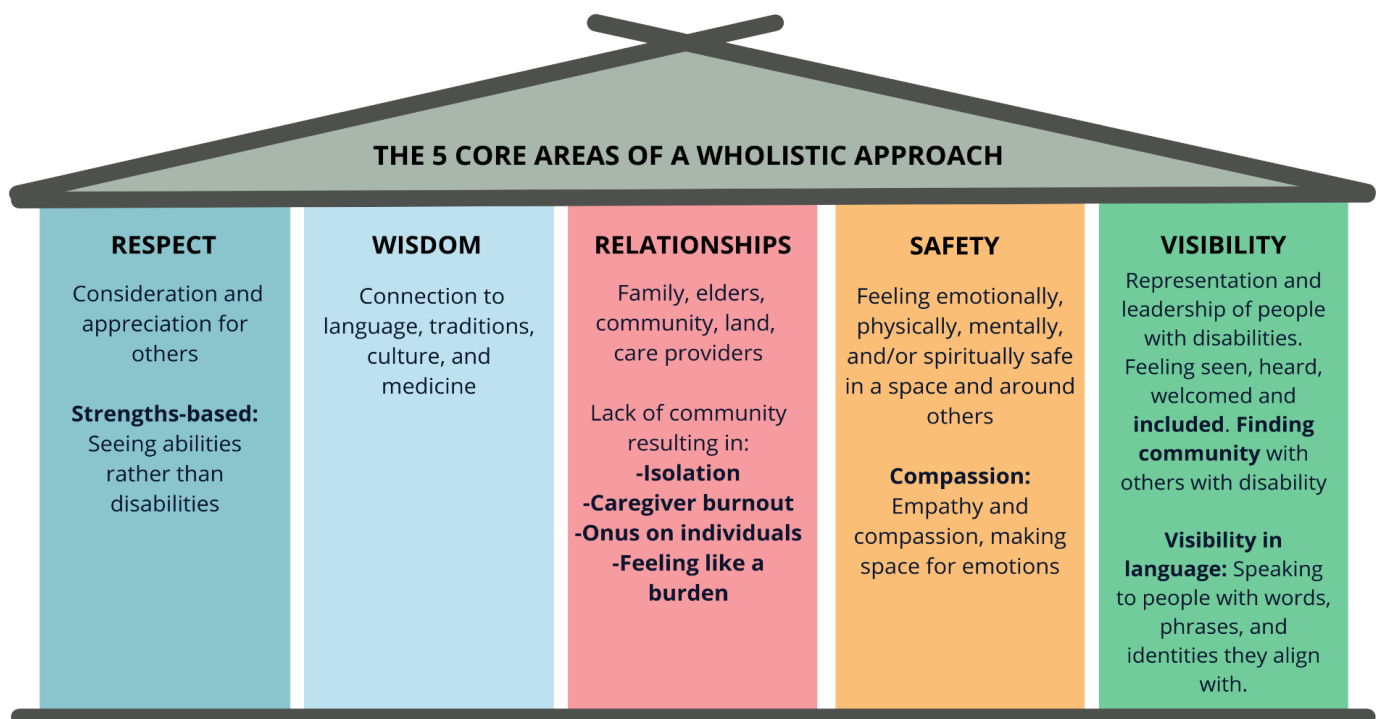 THE 5 CORE AREAS OF A WHOLISTIC APPROACH
RESPECT
Consideration and
appreciation for
others
Strengths-based:
Seeing abilities
rather than
disabilities
WISDOM
Connection to
language, traditions,
culture, and
medicine
RELATIONSHIPS
Family, elders,
community, land,
care providers
Lack of community
resulting in:
-Isolation
-Caregiver burnout
-Onus on individuals
-Feeling like a
burden
SAFETY
Feeling emotionally,
physically, mentally,
and/or spiritually safe
in a space and around
others
Compassion:
Empathy and
compassion, making
space for emotions
VISIBILITY
Representation and
leadership of people
with disabilities.
Feeling seen, heard,
welcomed and
included. Finding
community with
others with disability
Visibility in
language: Speaking
to people with words,
phrases, and
identities they align
with.